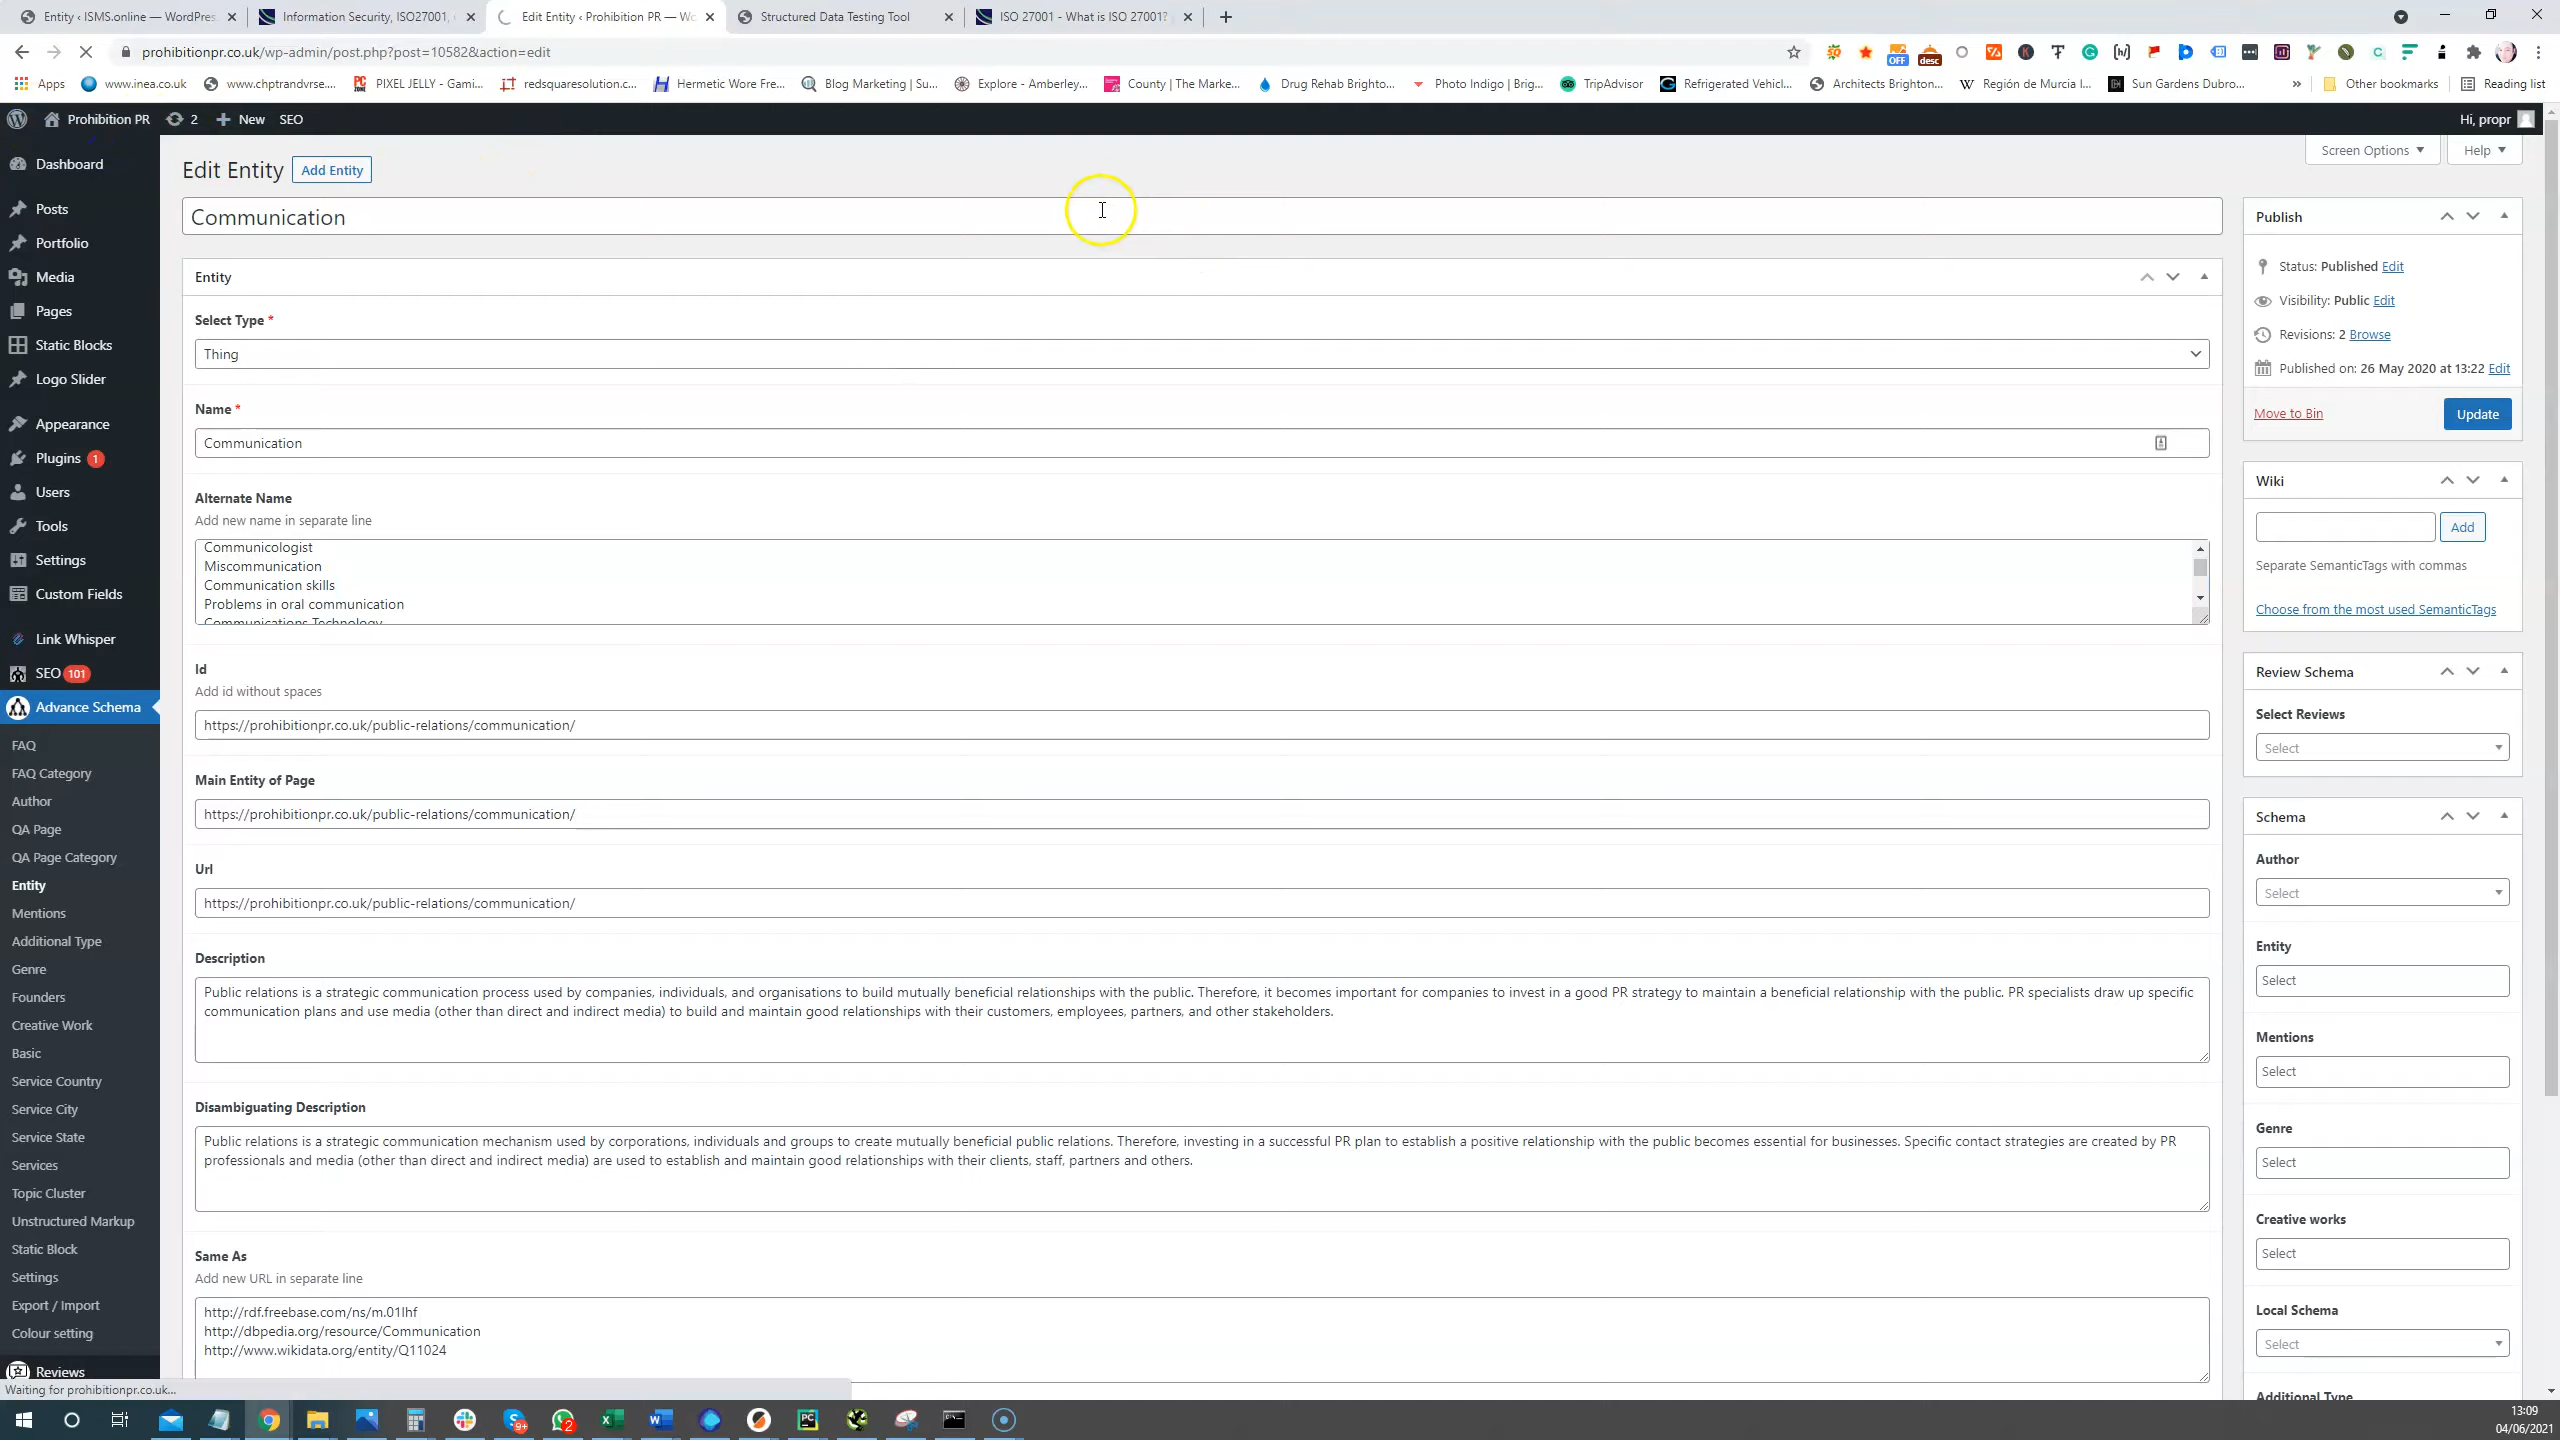 Entity ‹ ISMS.online — WordPres
Information Security, ISO27001,
Edit Entity ‹ Prohibition PR — Wo
Structured Data Testing Tool
ISO 27001 - What is ISO 27001?
prohibitionpr.co.uk/wp-admin/post.php?post=10582&action=edit
OFF
desc
Apps
www.inea.co.uk
www.chptrandvrse....
PIXEL JELLY - Gami...
redsquaresolution.c...
Hermetic Wore Fre...
Blog Marketing | Su...
Explore - Amberley...
County | The Marke...
Drug Rehab Brighto...
Photo Indigo | Brig...
TripAdvisor
Refrigerated Vehicl...
Architects Brighton...
Región de Murcia I...
Sun Gardens Dubro...
Other bookmarks
Reading list
Prohibition PR
2
New
SEO
Hi, propr
Dashboard
Posts
Portfolio
Media
Pages
Static Blocks
Logo Slider
Appearance
Plugins 1
Users
Tools
Settings
Custom Fields
Link Whisper
SEO 101
Advance Schema
FAQ
FAQ Category
Author
QA Page
QA Page Category
Entity
Mentions
Additional Type
Genre
Founders
Creative Work
Basic
Service Country
Service City
Service State
Services
Topic Cluster
Unstructured Markup
Static Block
Settings
Export / Import
Colour setting
Reviews
Waiting for prohibitionpr.co.uk...
Screen Options
Help
Edit Entity
Add Entity
Communication
Entity
Select Type *
Thing
Name *
Communication
Alternate Name
Add new name in separate line
Communicologist
Miscommunication
Communication skills
Problems in oral communication
Communications Technology
Id
Add id without spaces
https://prohibitionpr.co.uk/public-relations/communication/
Main Entity of Page
https://prohibitionpr.co.uk/public-relations/communication/
Url
https://prohibitionpr.co.uk/public-relations/communication/
Description
Public relations is a strategic communication process used by companies, individuals, and organisations to build mutually beneficial relationships with the public. Therefore, it becomes important for companies to invest in a good PR strategy to maintain a beneficial relationship with the public. PR specialists draw up specific
communication plans and use media (other than direct and indirect media) to build and maintain good relationships with their customers, employees, partners, and other stakeholders.
Disambiguating Description
Public relations is a strategic communication mechanism used by corporations, individuals and groups to create mutually beneficial public relations. Therefore, investing in a successful PR plan to establish a positive relationship with the public becomes essential for businesses. Specific contact strategies are created by PR
professionals and media (other than direct and indirect media) are used to establish and maintain good relationships with their clients, staff, partners and others.
Same As
Add new URL in separate line
http://rdf.freebase.com/ns/m.01lhf
http://dbpedia.org/resource/Communication
http://www.wikidata.org/entity/Q11024
Publish
Status: Published Edit
Visibility: Public Edit
Revisions: 2 Browse
Published on: 26 May 2020 at 13:22 Edit
Move to Bin
Update
Wiki
Add
Separate SemanticTags with commas
Choose from the most used SemanticTags
Review Schema
Select Reviews
Select
Schema
Author
Select
Entity
Select
Mentions
Select
Genre
Select
Creative works
Select
Local Schema
Select
Additional Type
13:09
04/06/2021